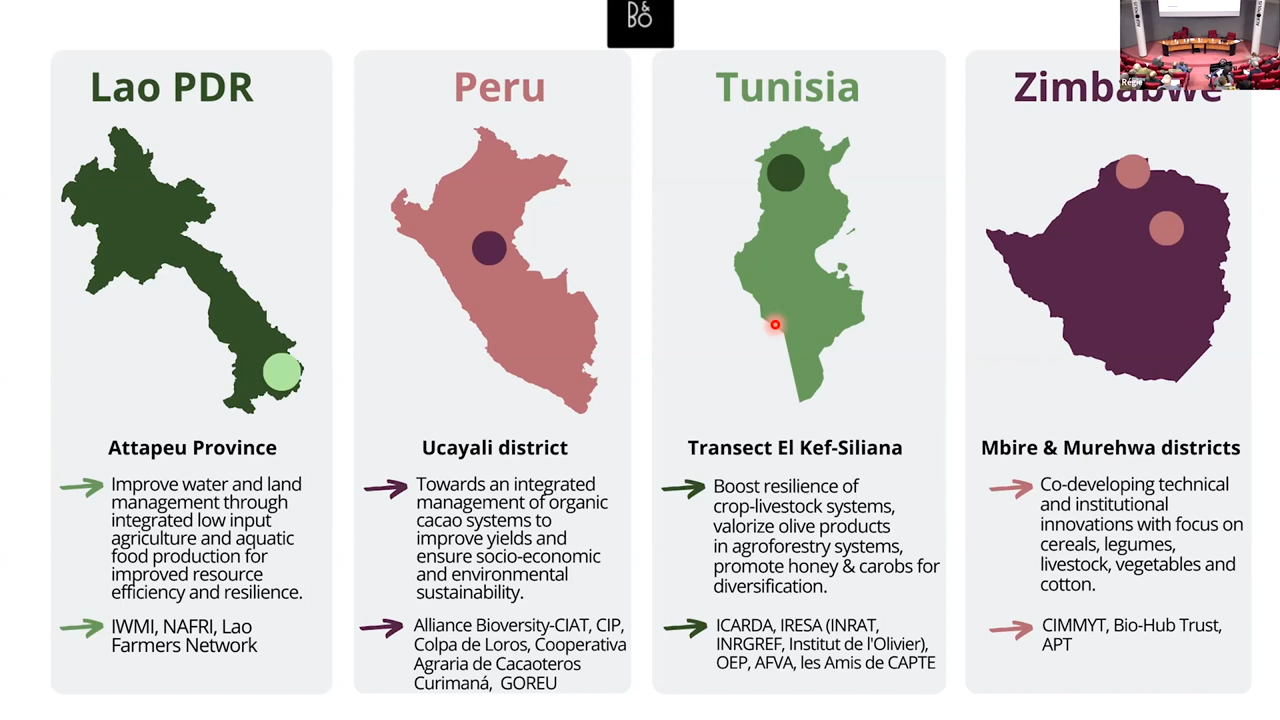 D&
BO
Régie
Lao PDR
Attapeu Province
Improve water and land
management through
integrated low input
agriculture and aquatic
food production for
improved resource
efficiency and resilience.
IWMI, NAFRI, Lao
Farmers Network
Peru
Ucayali district
Towards an integrated
management of organic
cacao systems to
improve yields and
ensure socio-economic
and environmental
sustainability.
Alliance Bioversity-CIAT, CIP,
Colpa de Loros, Cooperativa
Agraria de Cacaoteros
Curimaná, GOREU
Tunisia
Transect El Kef-Siliana
Boost resilience of
crop-livestock systems,
valorize olive products
in agroforestry systems,
promote honey & carobs for
diversification.
ICARDA, IRESA (INRAT,
INRGREF, Institut de l'Olivier),
OEP, AFVA, les Amis de CAPTE
Zimbabwe
Mbire & Murehwa districts
Co-developing technical
and institutional
innovations with focus on
cereals, legumes,
livestock, vegetables and
cotton.
CIMMYT, Bio-Hub Trust,
APT